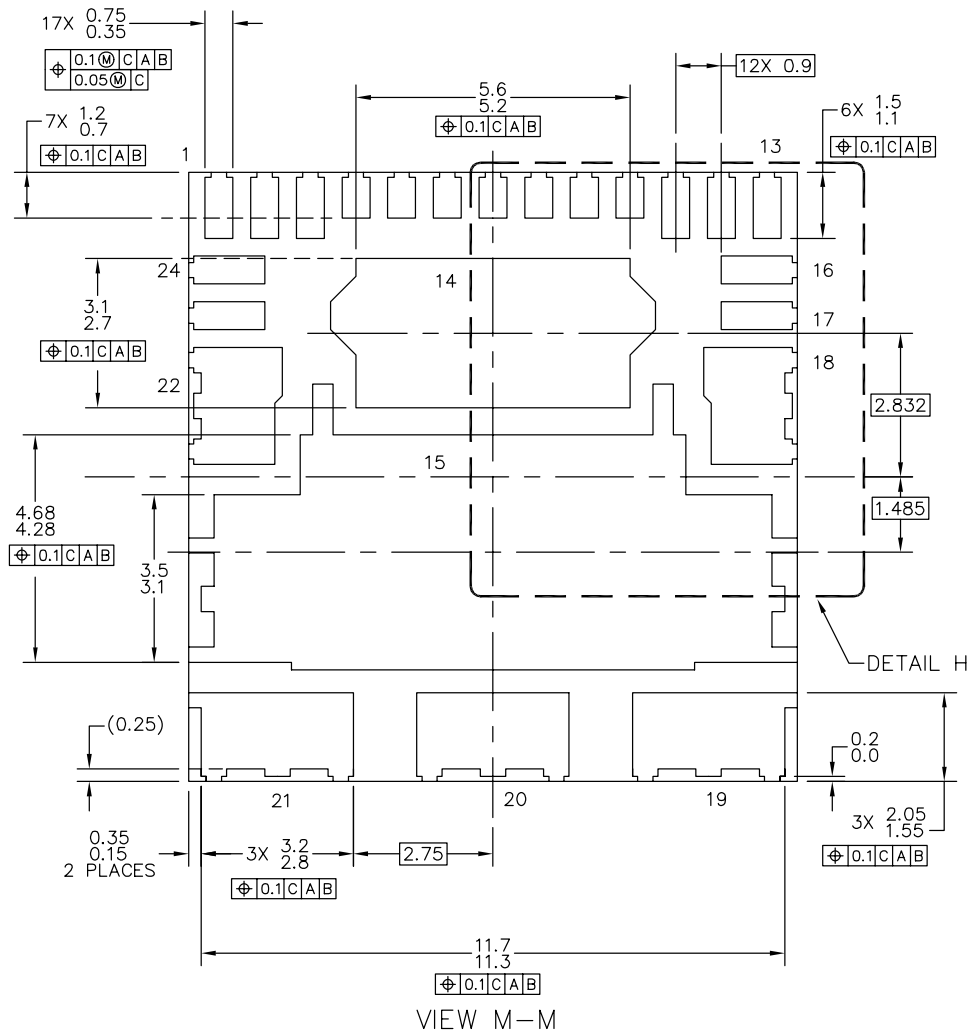 17X 0.75
0.35
⌖ 0.1Ⓜ C A B
0.05Ⓜ C
7X 1.2
0.7
⌖ 0.1 C A B
5.6
5.2
⌖ 0.1 C A B
12X 0.9
6X 1.5
1.1
⌖ 0.1 C A B
1
13
24
14
16
3.1
2.7
⌖ 0.1 C A B
17
18
22
2.832
15
1.485
4.68
4.28
⌖ 0.1 C A B
3.5
3.1
DETAIL H
(0.25)
0.2
0.0
21
20
19
3X 2.05
1.55
⌖ 0.1 C A B
0.35
0.15
2 PLACES
3X 3.2
2.8
⌖ 0.1 C A B
2.75
11.7
11.3
⌖ 0.1 C A B
VIEW M-M